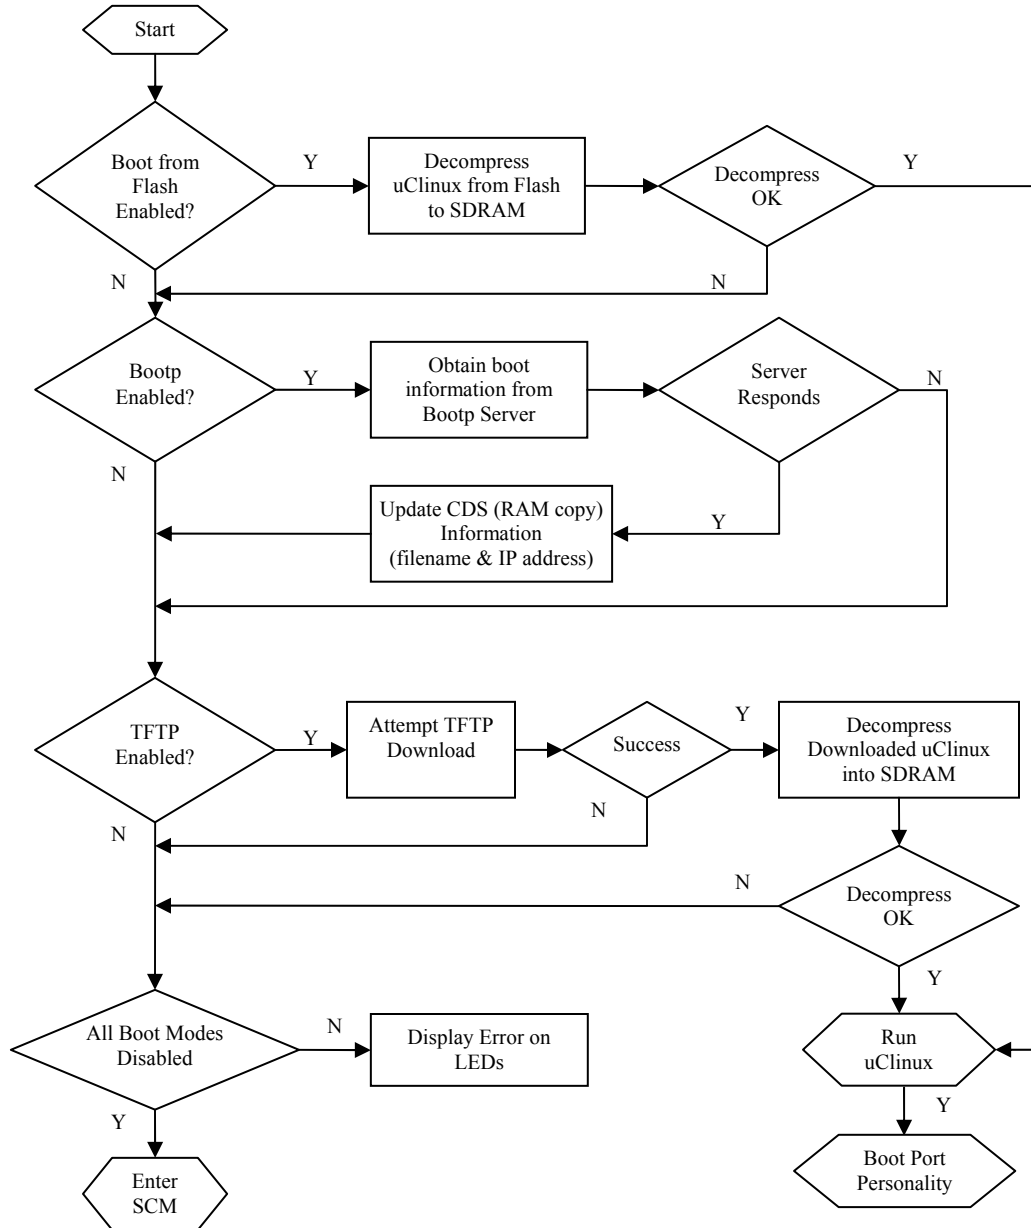 Start
Boot from
Flash
Enabled?
Y
Decompress
uClinux from Flash
to SDRAM
Decompress
OK
Y
N
N
Bootp
Enabled?
Y
Obtain boot
information from
Bootp Server
Server
Responds
N
N
Update CDS (RAM copy)
Information
(filename & IP address)
Y
TFTP
Enabled?
Y
Attempt TFTP
Download
Success
Y
Decompress
Downloaded uClinux
into SDRAM
N
N
N
Decompress
OK
Y
All Boot Modes
Disabled
N
Display Error on
LEDs
Run
uClinux
Y
Y
Enter
SCM
Boot Port
Personality